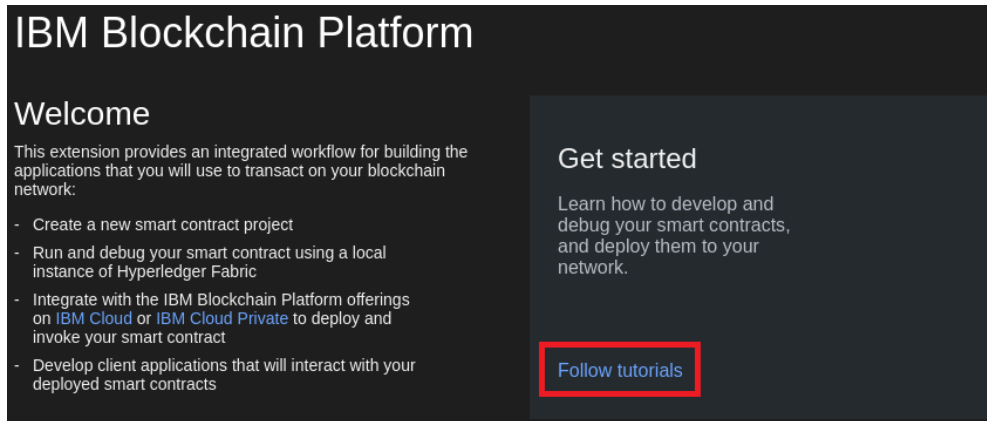 IBM Blockchain Platform
Welcome
This extension provides an integrated workflow for building the
applications that you will use to transact on your blockchain
network:
- Create a new smart contract project
- Run and debug your smart contract using a local
instance of Hyperledger Fabric
- Integrate with the IBM Blockchain Platform offerings
on IBM Cloud or IBM Cloud Private to deploy and
invoke your smart contract
- Develop client applications that will interact with your
deployed smart contracts
Get started
Learn how to develop and
debug your smart contracts,
and deploy them to your
network.
Follow tutorials